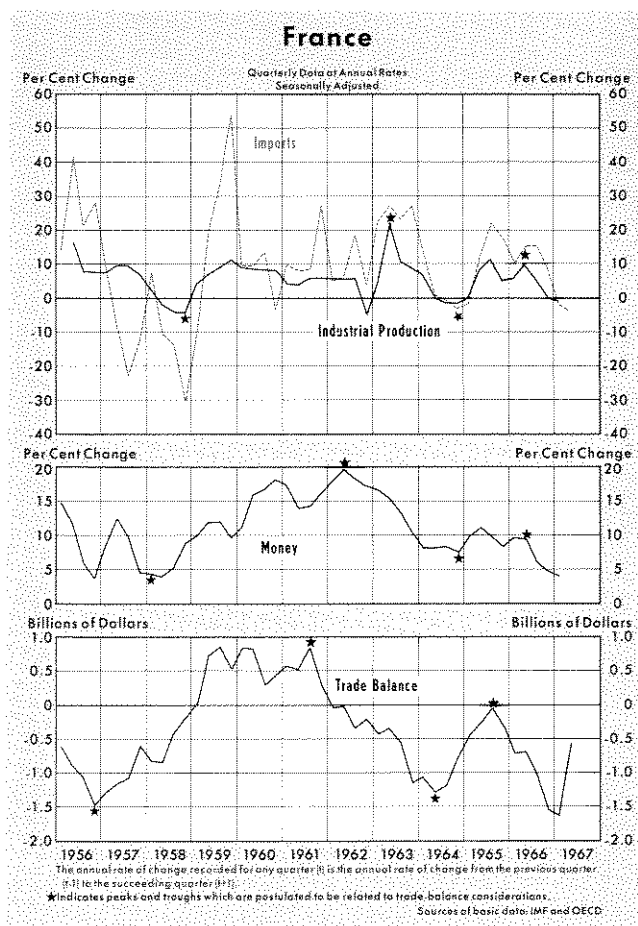 France
Quarterly Data at Annual Rates
Seasonally Adjusted
Per Cent Change Per Cent Change
60 60
50 50
Imports
40 40
30 30
20 20
10 10
0 0
-10 -10
Industrial Production
-20 -20
-30 -30
-40 -40
Per Cent Change Per Cent Change
20 20
15 15
10 10
Money
5 5
0 0
Billions of Dollars Billions of Dollars
1.0 1.0
0.5 0.5
Trade Balance
0 0
-0.5 -0.5
-1.0 -1.0
-1.5 -1.5
-2.0 -2.0
1956 1957 1958 1959 1960 1961 1962 1963 1964 1965 1966 1967
The annual rate of change recorded for any quarter (t) is the annual rate of change from the previous quarter
(t-1) to the succeeding quarter (t+1).
★Indicates peaks and troughs which are postulated to be related to trade-balance considerations.
Sources of basic data: IMF and OECD